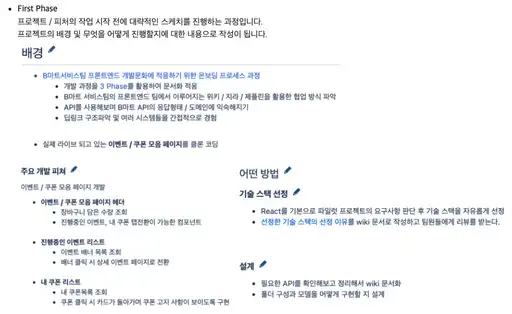 First Phase
프로젝트 / 피처의 작업 시작 전에 대략적인 스케치를 진행하는 과정입니다.
프로젝트의 배경 및 무엇을 어떻게 진행할지에 대한 내용으로 작성이 됩니다.
배경
B마트서비스팀 프론트엔드 개발문화에 적응하기 위한 온보딩 프로세스 과정
개발 과정을 3 Phase를 활용하여 문서화 적응
B마트 서비스팀의 프론트엔드 팀에서 이루어지는 위키 / 지라 / 제플린을 활용한 협업 방식 파악
API를 사용해보며 B마트 API의 응답형태 / 도메인에 익숙해지기
딥링크 구조파악 및 여러 시스템들을 간접적으로 경험
실제 라이브 되고 있는 이벤트 / 쿠폰 모음 페이지를 클론 코딩
주요 개발 피쳐
이벤트 / 쿠폰 모음 페이지 개발
이벤트 / 쿠폰 모음 페이지 헤더
장바구니 담은 수량 조회
진행중인 이벤트, 내 쿠폰 탭전환이 가능한 컴포넌트
진행중인 이벤트 리스트
이벤트 배너 목록 조회
배너 클릭 시 상세 이벤트 페이지로 전환
내 쿠폰 리스트
내 쿠폰목록 조회
쿠폰 클릭 시 카드가 돌아가며 쿠폰 고지 사항이 보이도록 구현
어떤 방법
기술 스택 선정
React를 기본으로 파일럿 프로젝트의 요구사항 판단 후 기술 스택을 자유롭게 선정
선정한 기술 스택의 선정 이유를 wiki 문서로 작성하고 팀원들에게 리뷰를 받는다.
설계
필요한 API를 확인해보고 정리해서 wiki 문서화
폴더 구성과 모델을 어떻게 구현할 지 설계